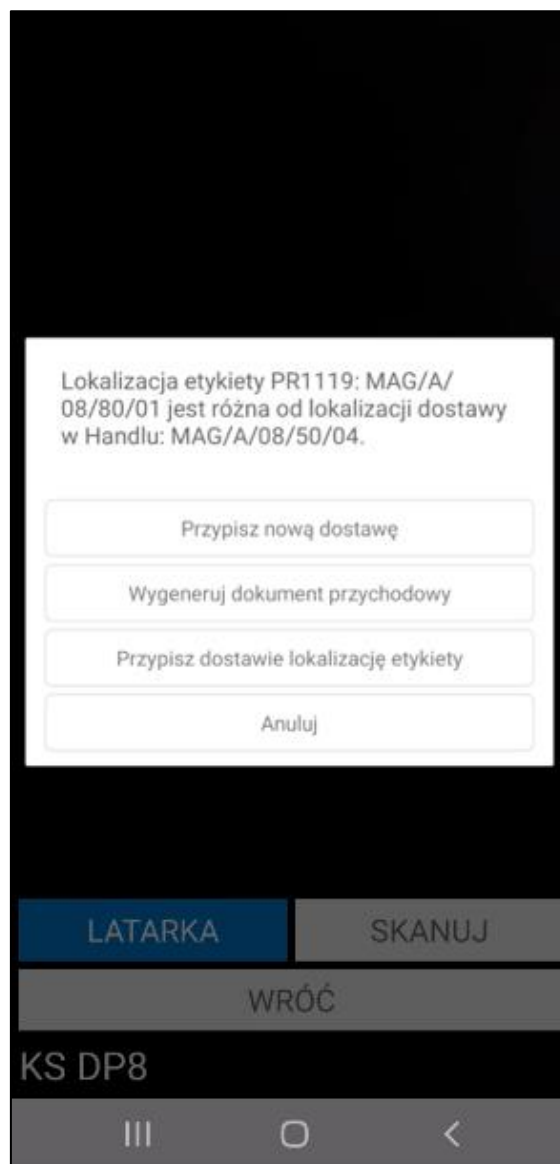 Lokalizacja etykiety PR1119: MAG/A/
08/80/01 jest różna od lokalizacji dostawy
w Handlu: MAG/A/08/50/04.
Przypisz nową dostawę
Wygeneruj dokument przychodowy
Przypisz dostawie lokalizację etykiety
Anuluj
LATARKA SKANUJ
WRÓĆ
KS DP8